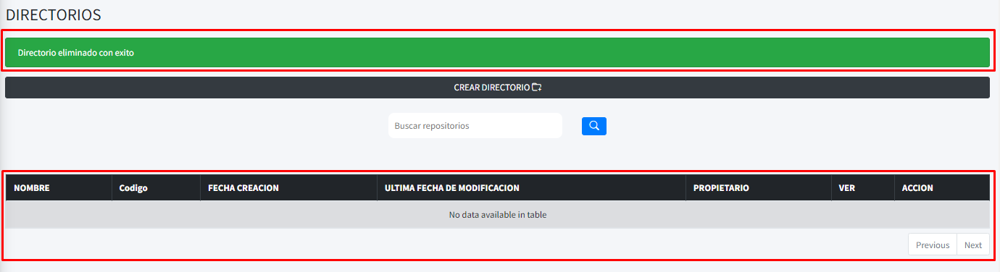 DIRECTORIOS
Directorio eliminado con exito
CREAR DIRECTORIO
Buscar repositorios
NOMBRE Codigo FECHA CREACION ULTIMA FECHA DE MODIFICACION PROPIETARIO VER ACCION
No data available in table
Previous Next